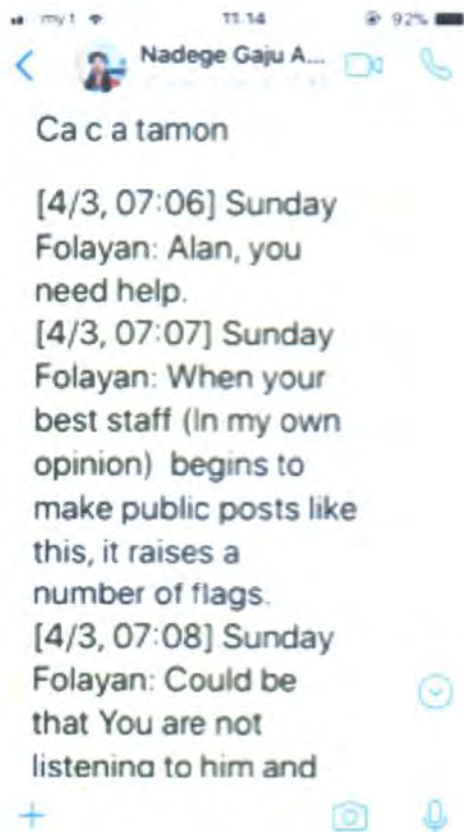 my.t 11.14 92%
Nadege Gaju A...
Ca c a tamon
[4/3, 07:06] Sunday
Folayan: Alan, you
need help.
[4/3, 07:07] Sunday
Folayan: When your
best staff (In my own
opinion) begins to
make public posts like
this, it raises a
number of flags.
[4/3, 07:08] Sunday
Folayan: Could be
that You are not
listening to him and